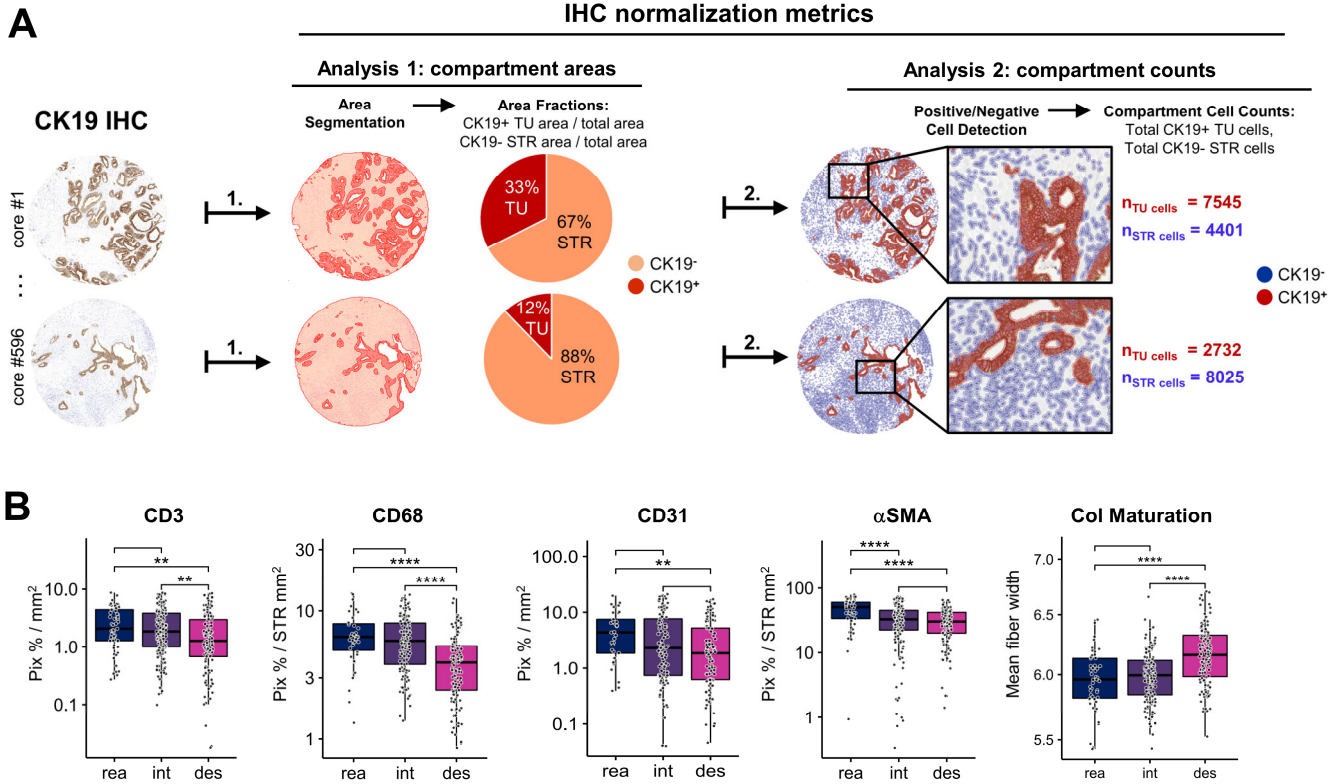 A
IHC normalization metrics
Analysis 1: compartment areas
Analysis 2: compartment counts
CK19 IHC
Area
Segmentation
Area Fractions:
CK19+ TU area / total area
CK19- STR area / total area
Positive/Negative
Cell Detection
Compartment Cell Counts:
Total CK19+ TU cells,
Total CK19- STR cells
core #1
1.
33%
TU
67%
STR
2.
nTU cells = 7545
nSTR cells = 4401
CK19-
CK19+
CK19-
CK19+
...
core #596
1.
12%
TU
88%
STR
2.
nTU cells = 2732
nSTR cells = 8025
B
CD3
Pix % / mm²
10.0
1.0
0.1
**
**
rea int des
CD68
Pix % / STR mm²
30
10
3
1
****
****
rea int des
CD31
Pix % / mm²
100.0
10.0
1.0
0.1
**
rea int des
αSMA
Pix % / STR mm²
100
10
1
****
****
rea int des
Col Maturation
Mean fiber width
7.0
6.5
6.0
5.5
****
****
rea int des